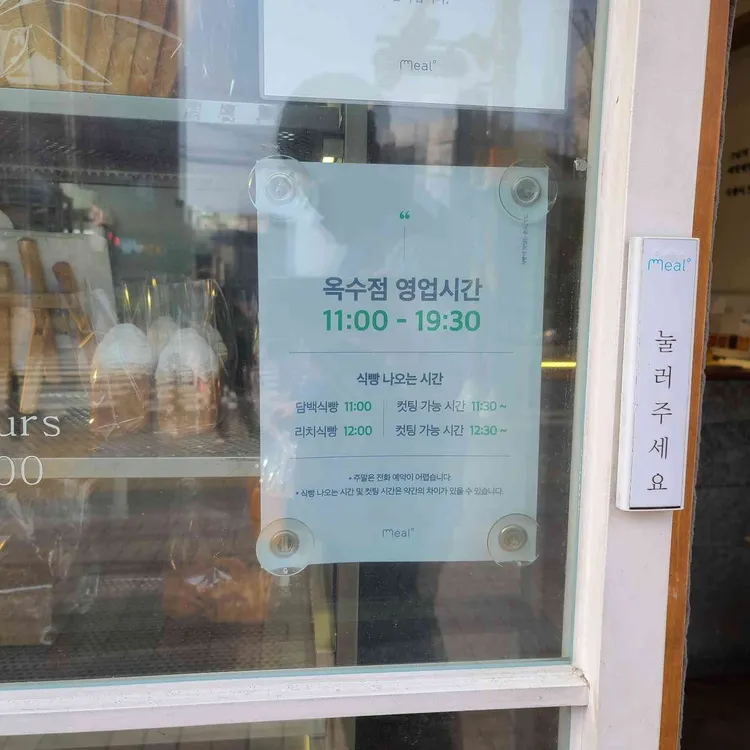 meal°
“
옥수점 영업시간
11:00 - 19:30
식빵 나오는 시간
담백식빵 11:00 컷팅 가능 시간 11:30 ~
리치식빵 12:00 컷팅 가능 시간 12:30 ~
* 주말은 전화 예약이 어렵습니다.
* 식빵 나오는 시간 및 컷팅 시간은 약간의 차이가 있을 수 있습니다.
meal°
meal°
눌러주세요
urs
00